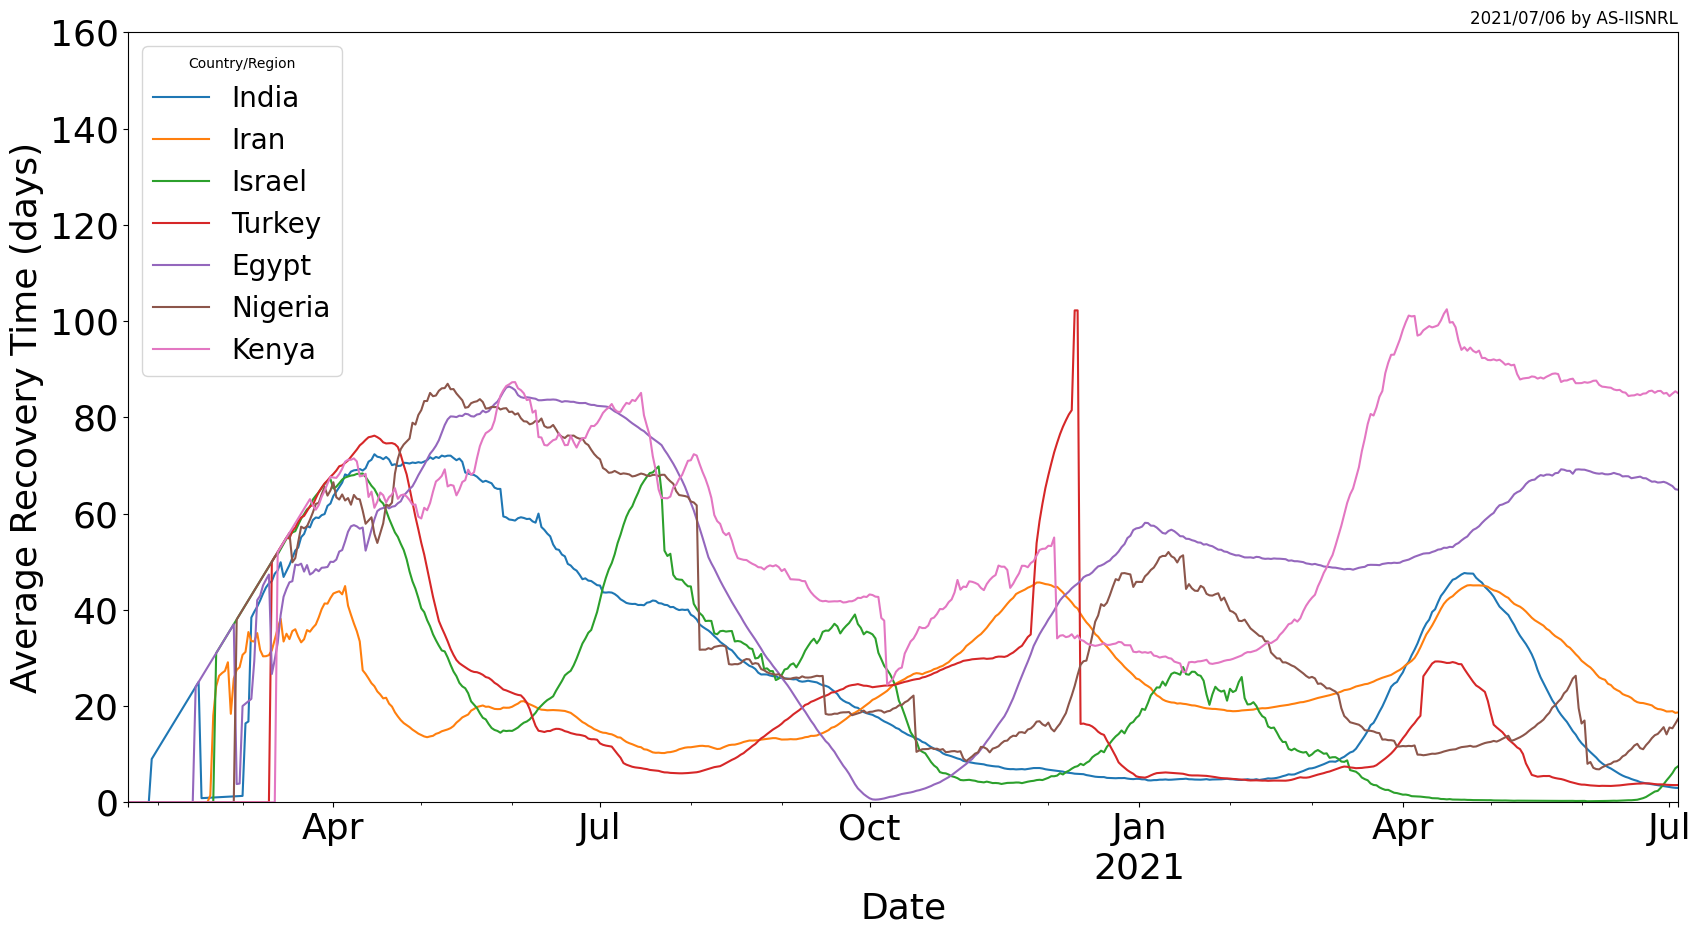 2021/07/06 by AS-IISNRL
160
140
120
100
80
60
40
20
0
Average Recovery Time (days)
Country/Region
India
Iran
Israel
Turkey
Egypt
Nigeria
Kenya
Apr Jul Oct Jan Apr Jul
2021
Date